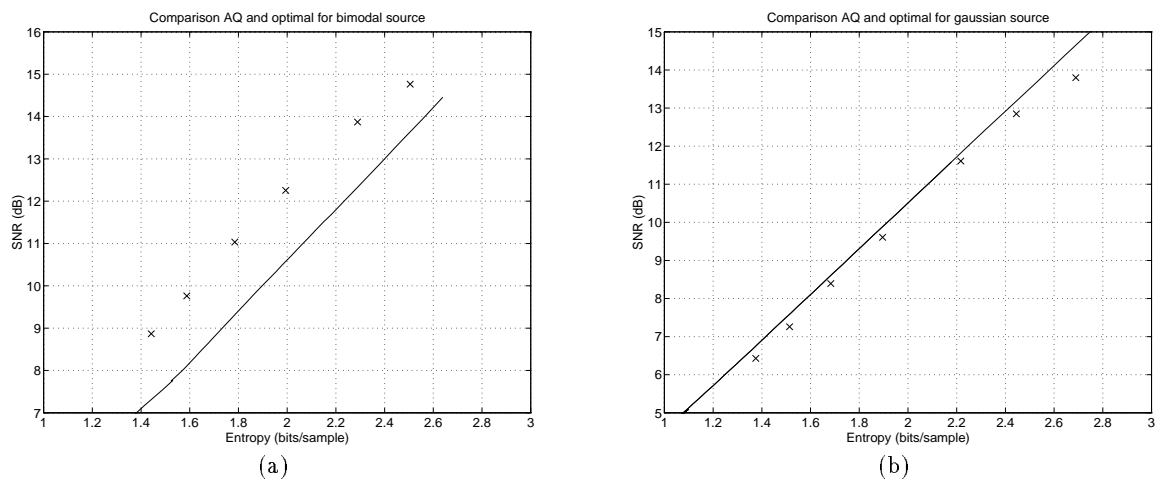 Comparison AQ and optimal for bimodal source
16
15
14
13
12
11
10
9
8
7
SNR (dB)
1 1.2 1.4 1.6 1.8 2 2.2 2.4 2.6 2.8 3
Entropy (bits/sample)
(a)
Comparison AQ and optimal for gaussian source
15
14
13
12
11
10
9
8
7
6
5
SNR (dB)
1 1.2 1.4 1.6 1.8 2 2.2 2.4 2.6 2.8 3
Entropy (bits/sample)
(b)